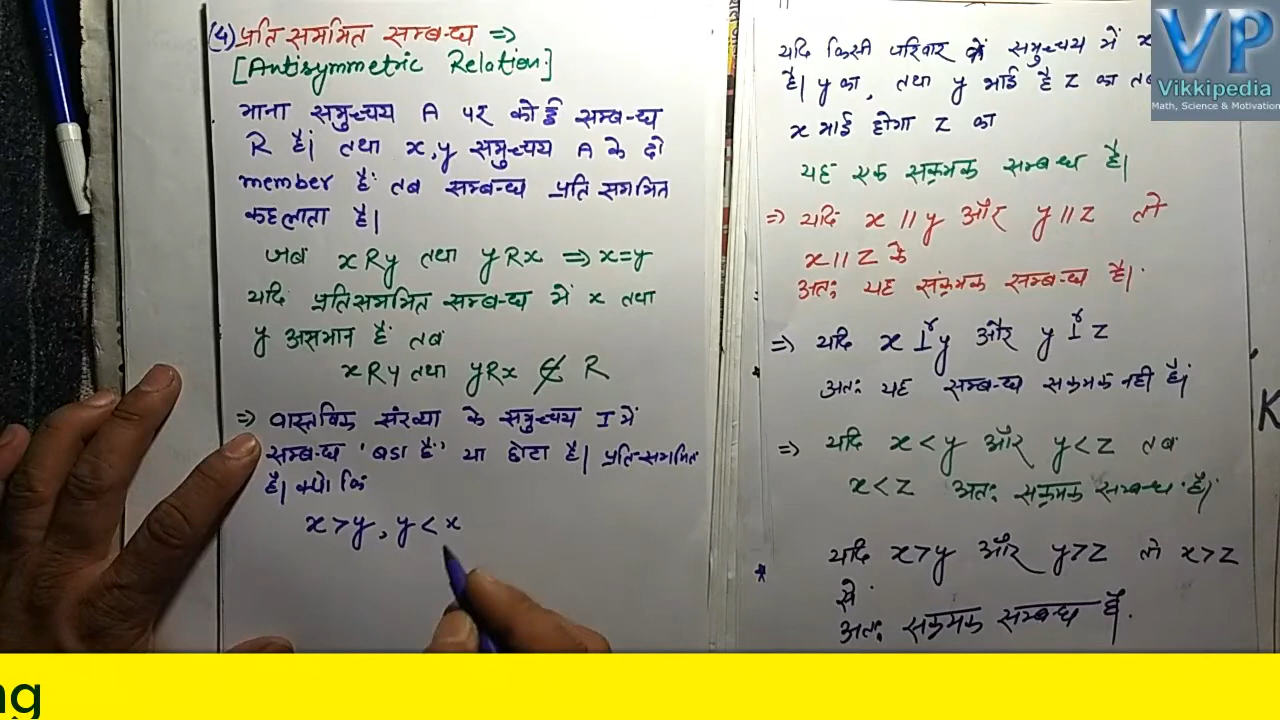 (4) प्रति सममित सम्बन्ध ⇒
[Antisymmetric Relation]
माना समुच्चय A पर कोई सम्बन्ध
R है। तथा x,y समुच्चय A के दो
member हैं तब सम्बन्ध प्रति सममित
कहलाता है।
जब xRy तथा yRx ⇒ x=y
यदि प्रतिसममित सम्बन्ध में x तथा
y असमान हैं तब
xRy तथा yRx ⊄ R
⇒ वास्तविक संख्या के समुच्चय I में
सम्बन्ध 'बडा है' या छोटा है। प्रति-सममित
है। क्यो कि
x>y, y<x
यदि किसी परिवार के समुच्चय में x
है। y का, तथा y भाई है z का तब
x भाई होगा z का
यह एक सक्रमक सम्बन्ध है।
⇒ यदि x || y और y || z तो
x || z के
अतः यह संक्रमक सम्बन्ध है।
⇒ यदि x ⊥r y और y ⊥r z
अतः यह सम्बन्ध सक्रमक नही है।
⇒ यदि x<y और y<z तब
x<z अतः सक्रमक सम्बन्ध है।
यदि x>y और y>z तो x>z
से
अतः सक्रमक सम्बन्ध है.
K
VP
Vikkipedia
Math, Science & Motivation
ng